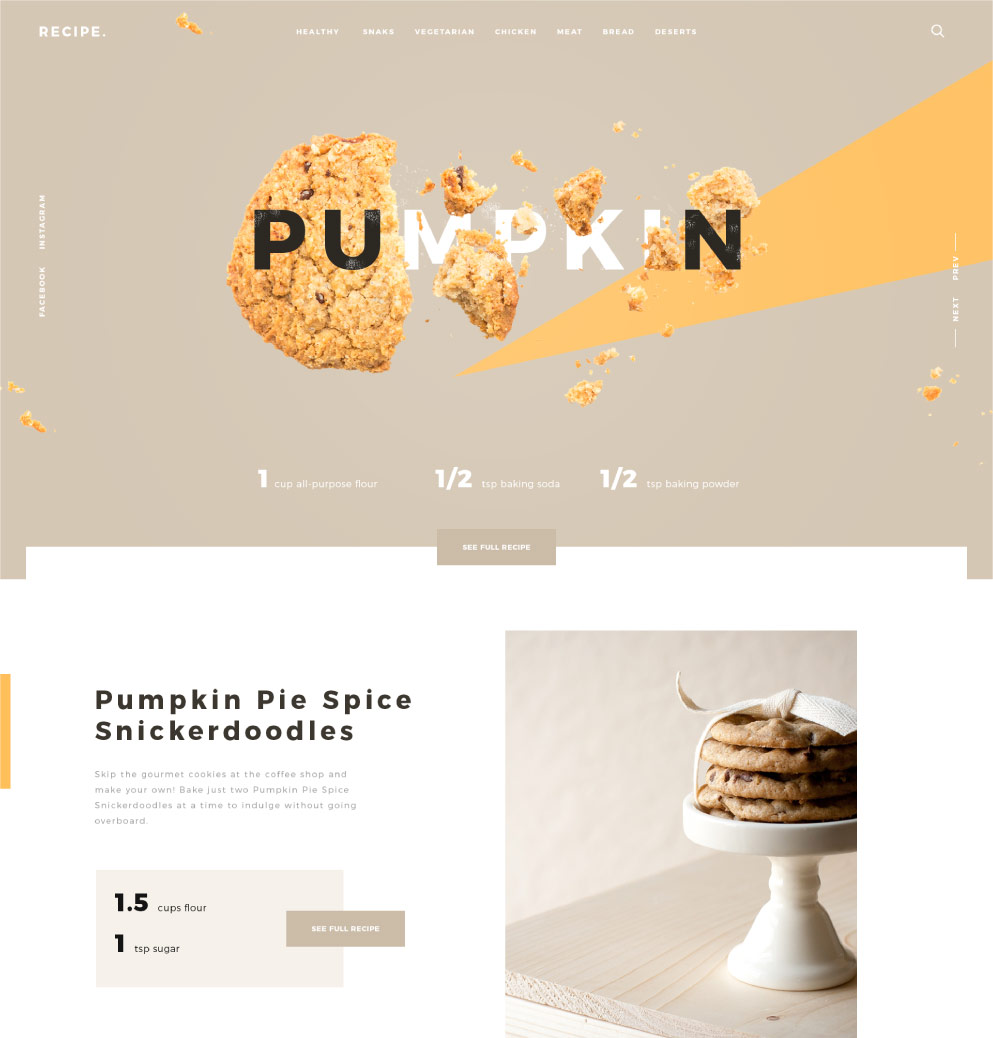 RECIPE.
HEALTHY SNAKS VEGETARIAN CHICKEN MEAT BREAD DESERTS
INSTAGRAM
FACEBOOK
PUMPKIN
PREV
NEXT
1 cup all-purpose flour
1/2 tsp baking soda
1/2 tsp baking powder
SEE FULL RECIPE
Pumpkin Pie Spice
Snickerdoodles
Skip the gourmet cookies at the coffee shop and
make your own! Bake just two Pumpkin Pie Spice
Snickerdoodles at a time to indulge without going
overboard.
1.5 cups flour
1 tsp sugar
SEE FULL RECIPE